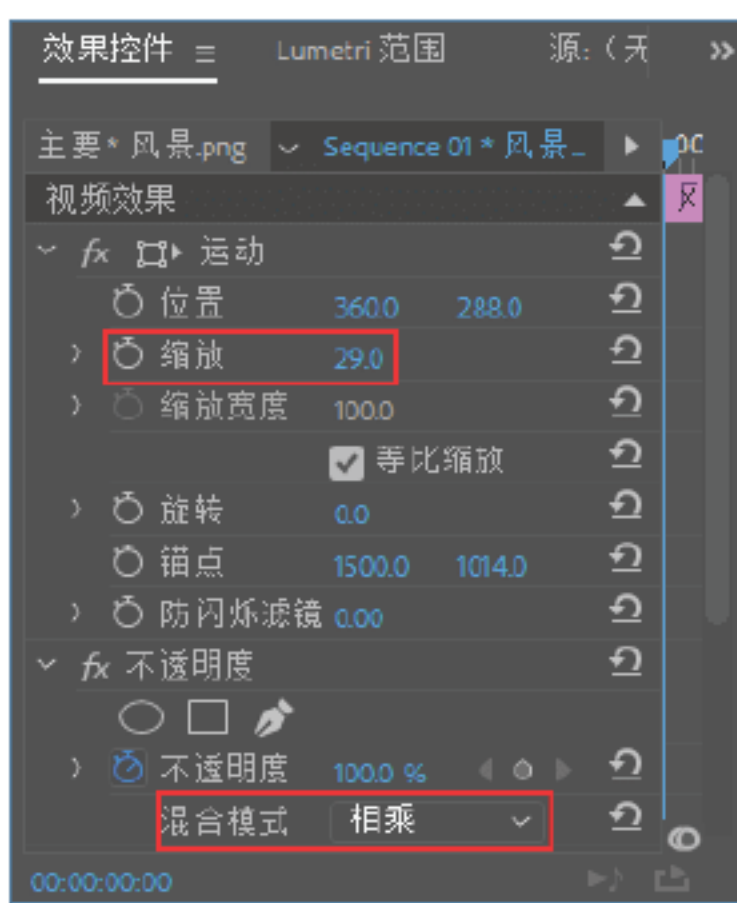 效果控件 ≡ Lumetri 范围 源:（无 »
主要* 风景.png Sequence 01 * 风景...
视频效果
fx 运动
位置 360.0 288.0
缩放 29.0
缩放宽度 100.0
等比缩放
旋转 0.0
锚点 1500.0 1014.0
防闪烁滤镜 0.00
fx 不透明度
不透明度 100.0 %
混合模式 相乘
00:00:00:00